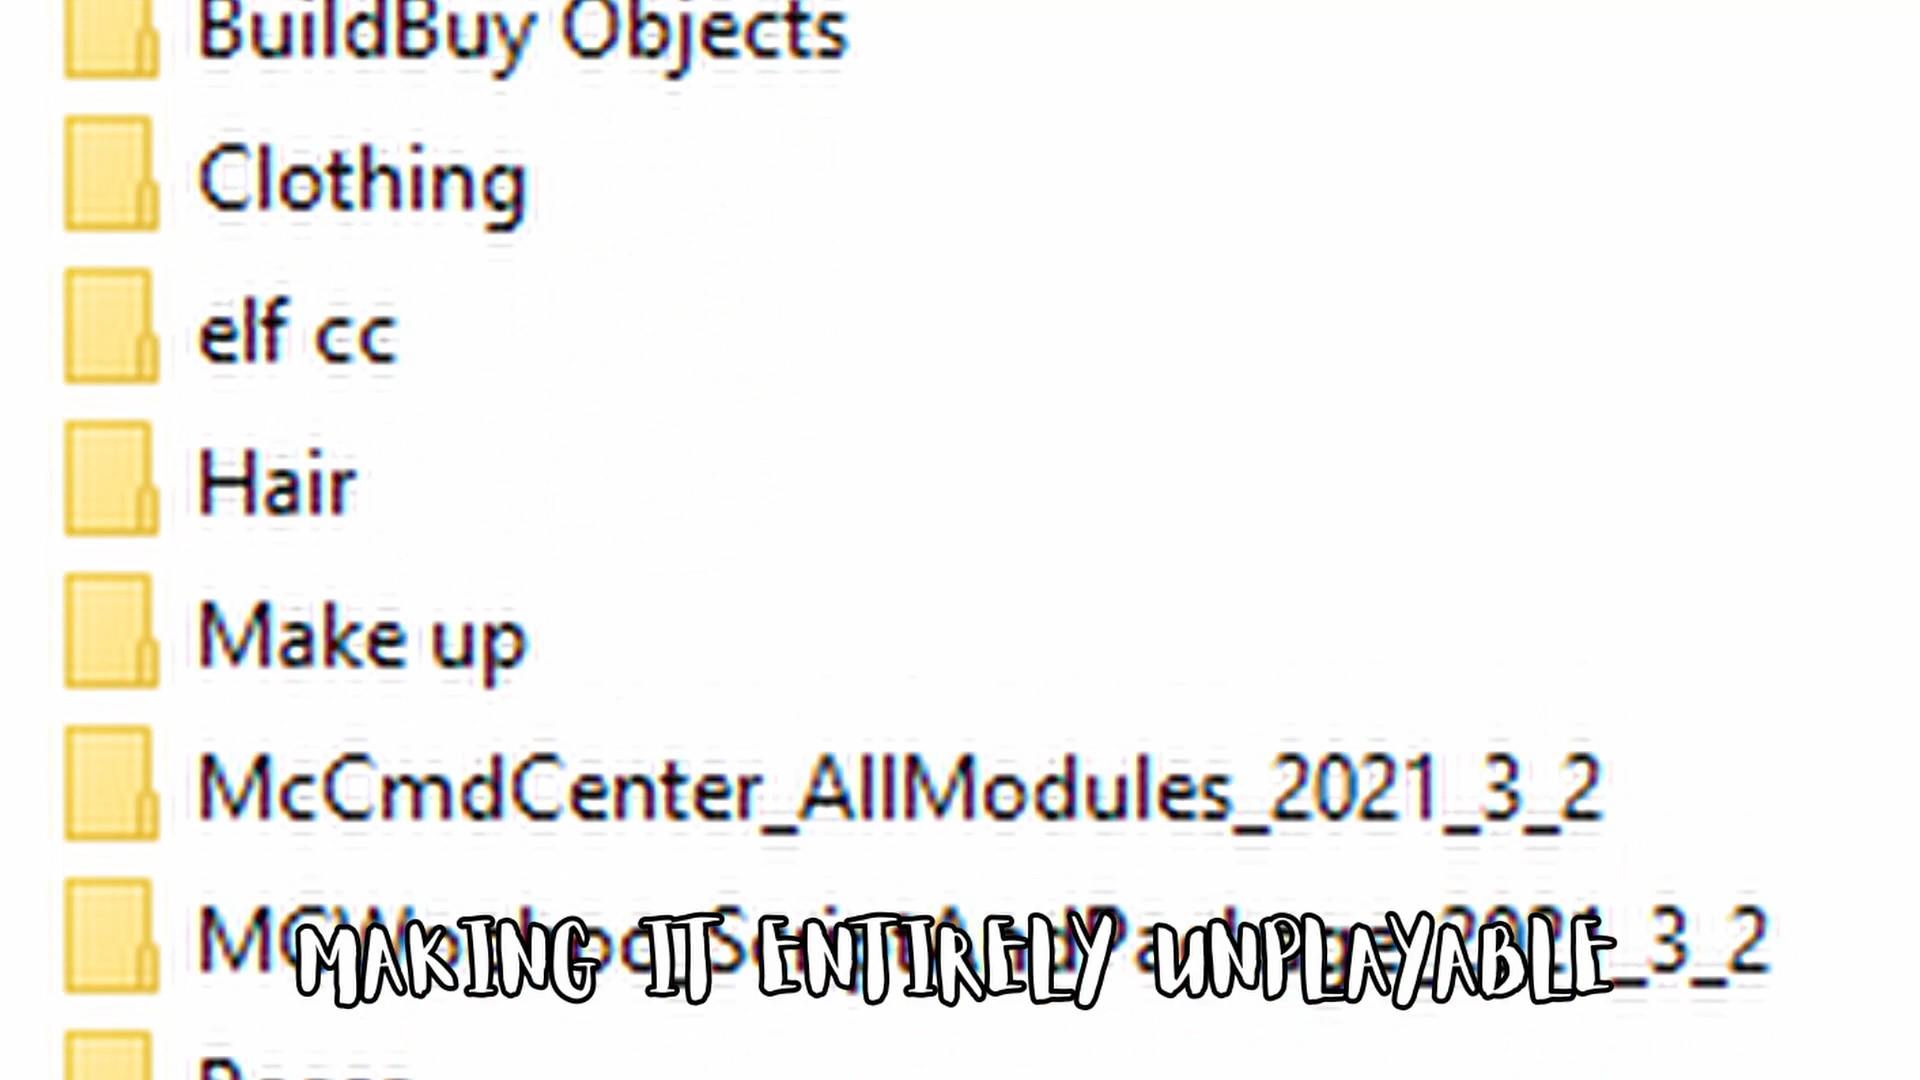 BuildBuy Objects
Clothing
elf cc
Hair
Make up
McCmdCenter_AllModules_2021_3_2
MAKING IT ENTIRELY UNPLAYABLE